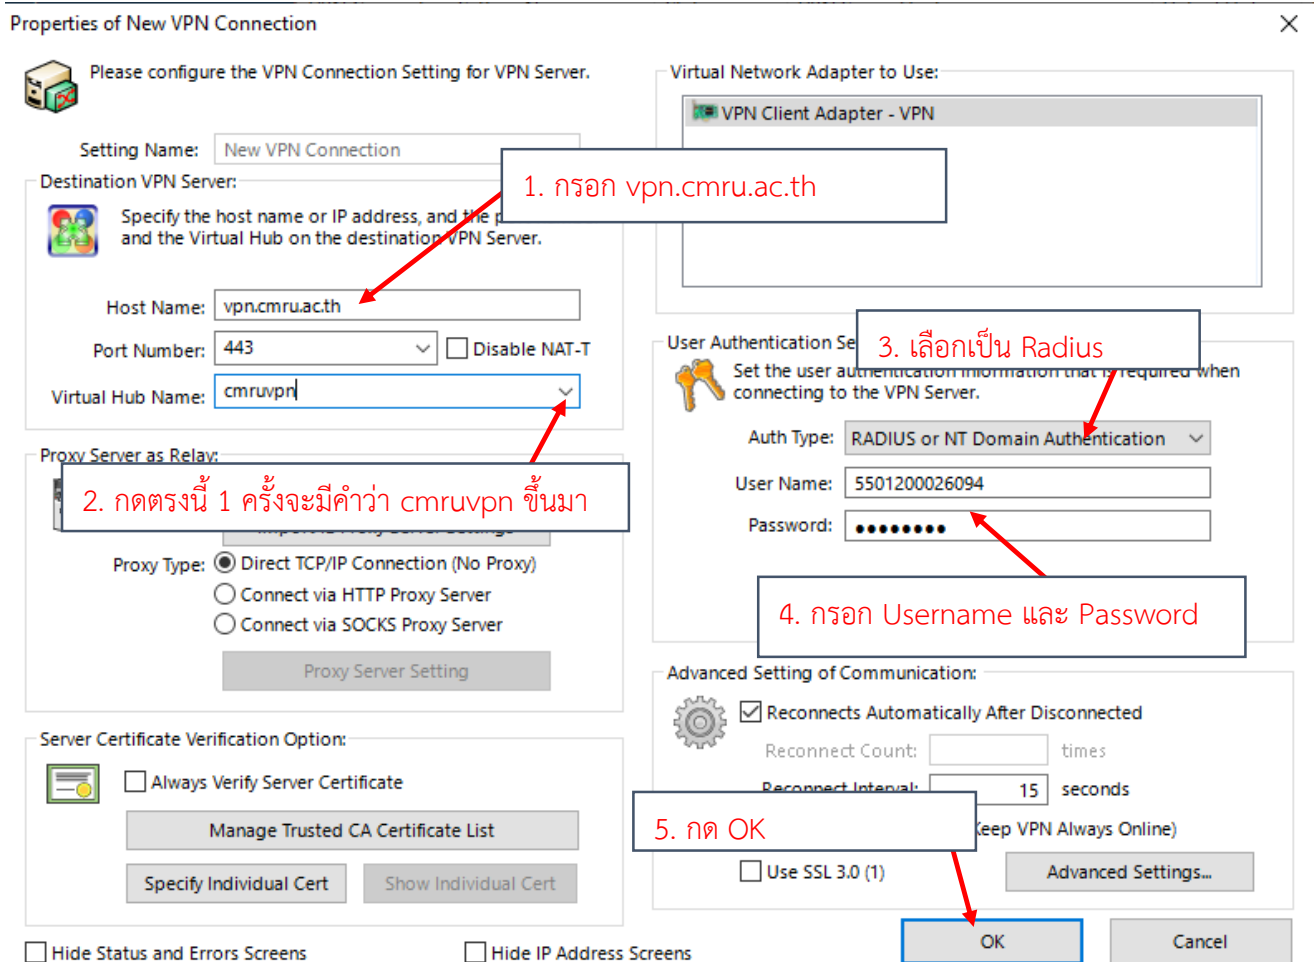 Properties of New VPN Connection
Please configure the VPN Connection Setting for VPN Server.
Setting Name: New VPN Connection
1. กรอก vpn.cmru.ac.th
Destination VPN Server:
Specify the host name or IP address, and the p
and the Virtual Hub on the destination VPN Server.
Host Name: vpn.cmru.ac.th
Port Number: 443
Disable NAT-T
Virtual Hub Name: cmruvpn
Proxy Server as Relay:
2. กดตรงนี้ 1 ครั้งจะมีคำว่า cmruvpn ขึ้นมา
Proxy Type: Direct TCP/IP Connection (No Proxy)
Connect via HTTP Proxy Server
Connect via SOCKS Proxy Server
Proxy Server Setting
Server Certificate Verification Option:
Always Verify Server Certificate
Manage Trusted CA Certificate List
Specify Individual Cert
Show Individual Cert
Hide Status and Errors Screens
Hide IP Address Screens
Virtual Network Adapter to Use:
VPN Client Adapter - VPN
User Authentication Se
3. เลือกเป็น Radius
Set the user authentication information that is required when
connecting to the VPN Server.
Auth Type: RADIUS or NT Domain Authentication
User Name: 5501200026094
Password: ●●●●●●●●
4. กรอก Username และ Password
Advanced Setting of Communication:
Reconnects Automatically After Disconnected
Reconnect Count: times
Reconnect Interval: 15 seconds
5. กด OK
Keep VPN Always Online)
Use SSL 3.0 (1)
Advanced Settings...
OK
Cancel